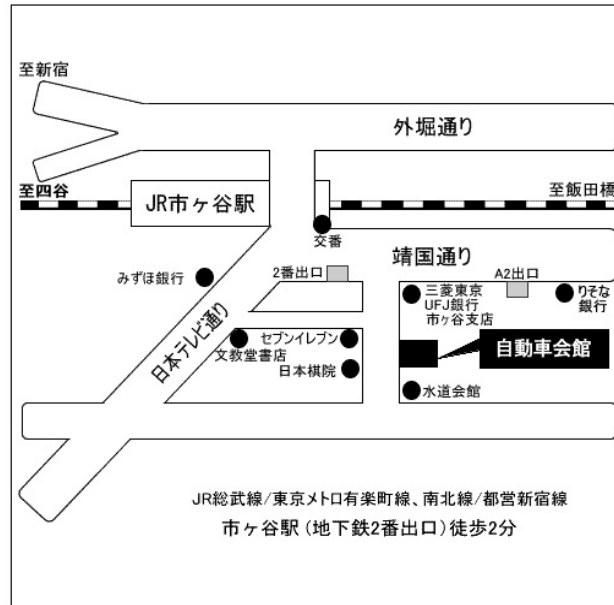 至新宿
外堀通り
至四谷
JR市ヶ谷駅
至飯田橋
交番
靖国通り
みずほ銀行
2番出口
A2出口
三菱東京
UFJ銀行
市ヶ谷支店
りそな
銀行
日本テレビ通り
セブンイレブン
文教堂書店
日本棋院
自動車会館
水道会館
JR総武線/東京メトロ有楽町線、南北線/都営新宿線
市ヶ谷駅(地下鉄2番出口)徒歩2分